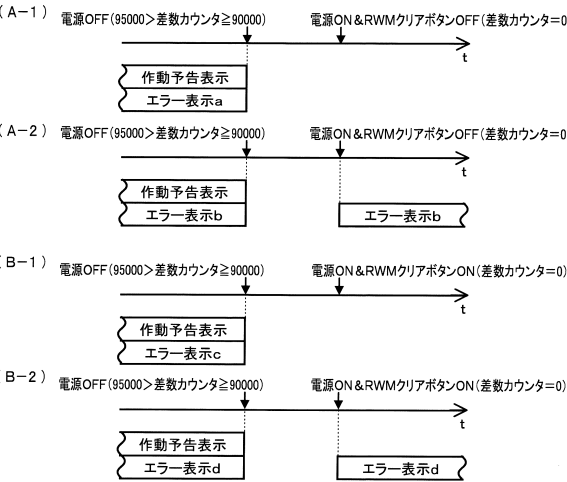 (A-1) 電源OFF(95000>差数カウンタ≧90000) 電源ON&RWMクリアボタンOFF(差数カウンタ=0
t
作動予告表示
エラー表示a
(A-2) 電源OFF(95000>差数カウンタ≧90000) 電源ON&RWMクリアボタンOFF(差数カウンタ=0
t
作動予告表示
エラー表示b エラー表示b
(B-1) 電源OFF(95000>差数カウンタ≧90000) 電源ON&RWMクリアボタンON(差数カウンタ=0)
t
作動予告表示
エラー表示c
(B-2) 電源OFF(95000>差数カウンタ≧90000) 電源ON&RWMクリアボタンON(差数カウンタ=0)
t
作動予告表示
エラー表示d エラー表示d